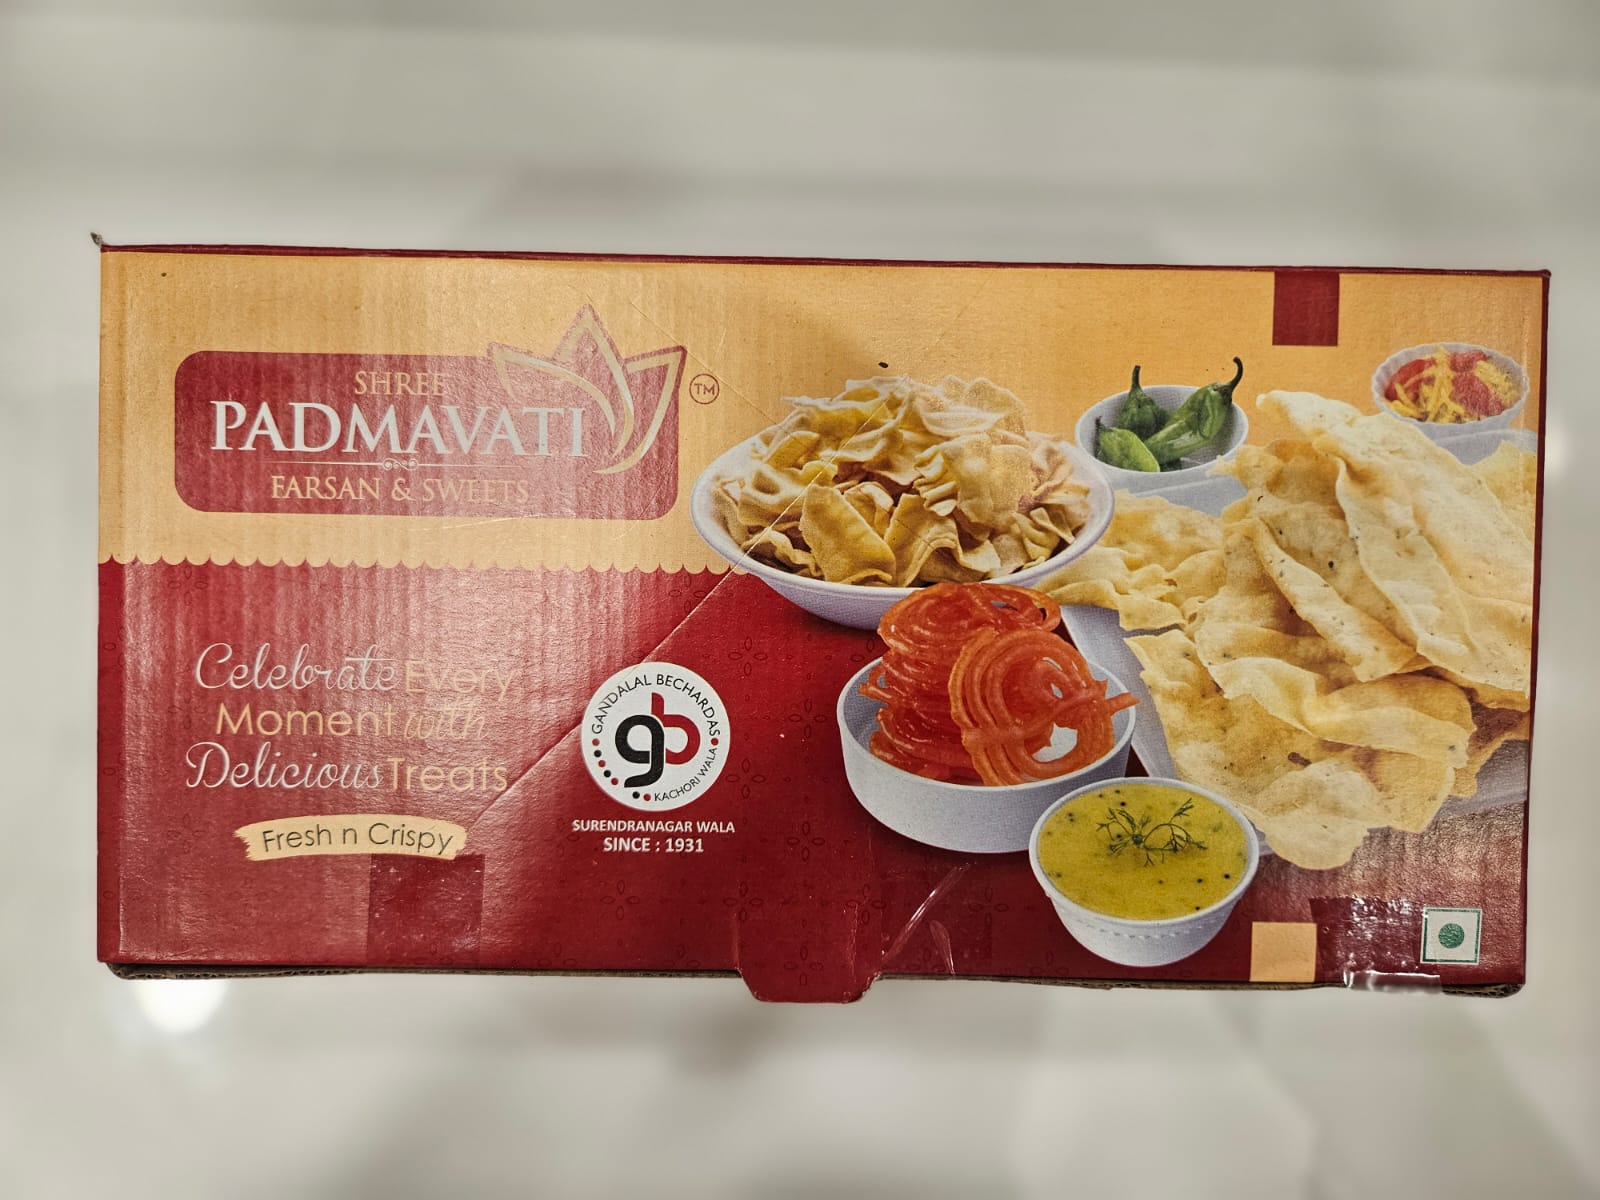 SHREE
PADMAVATI
FARSAN & SWEETS
TM
Celebrate Every
Moment with
Delicious Treats
Fresh n Crispy
GANDALAL BECHARDAS
gb
KACHORI WALA
SURENDRANAGAR WALA
SINCE : 1931